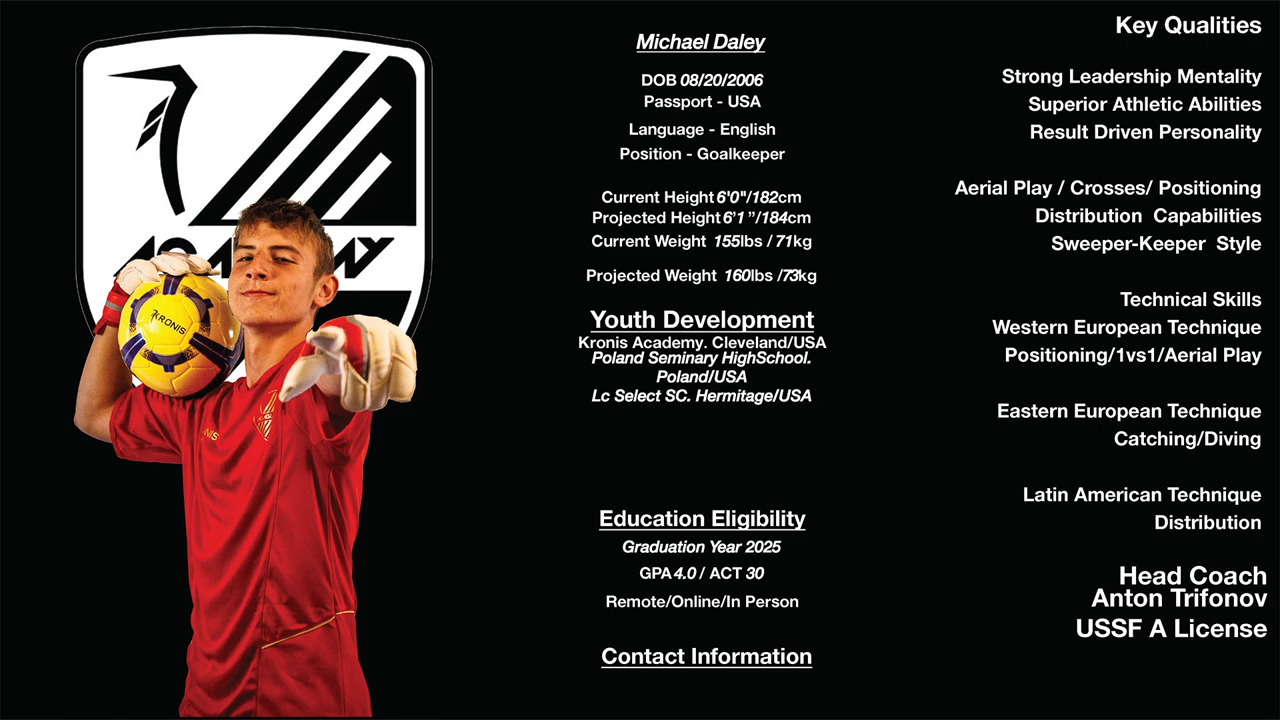 ACADEMY
KRONIS
NIS
Michael Daley
DOB 08/20/2006
Passport - USA
Language - English
Position - Goalkeeper
Current Height 6'0"/182cm
Projected Height 6'1"/184cm
Current Weight 155lbs / 71kg
Projected Weight 160lbs /73kg
Youth Development
Kronis Academy. Cleveland/USA
Poland Seminary HighSchool.
Poland/USA
Lc Select SC. Hermitage/USA
Education Eligibility
Graduation Year 2025
GPA 4.0 / ACT 30
Remote/Online/In Person
Contact Information
Key Qualities
Strong Leadership Mentality
Superior Athletic Abilities
Result Driven Personality
Aerial Play / Crosses/ Positioning
Distribution Capabilities
Sweeper-Keeper Style
Technical Skills
Western European Technique
Positioning/1vs1/Aerial Play
Eastern European Technique
Catching/Diving
Latin American Technique
Distribution
Head Coach
Anton Trifonov
USSF A License